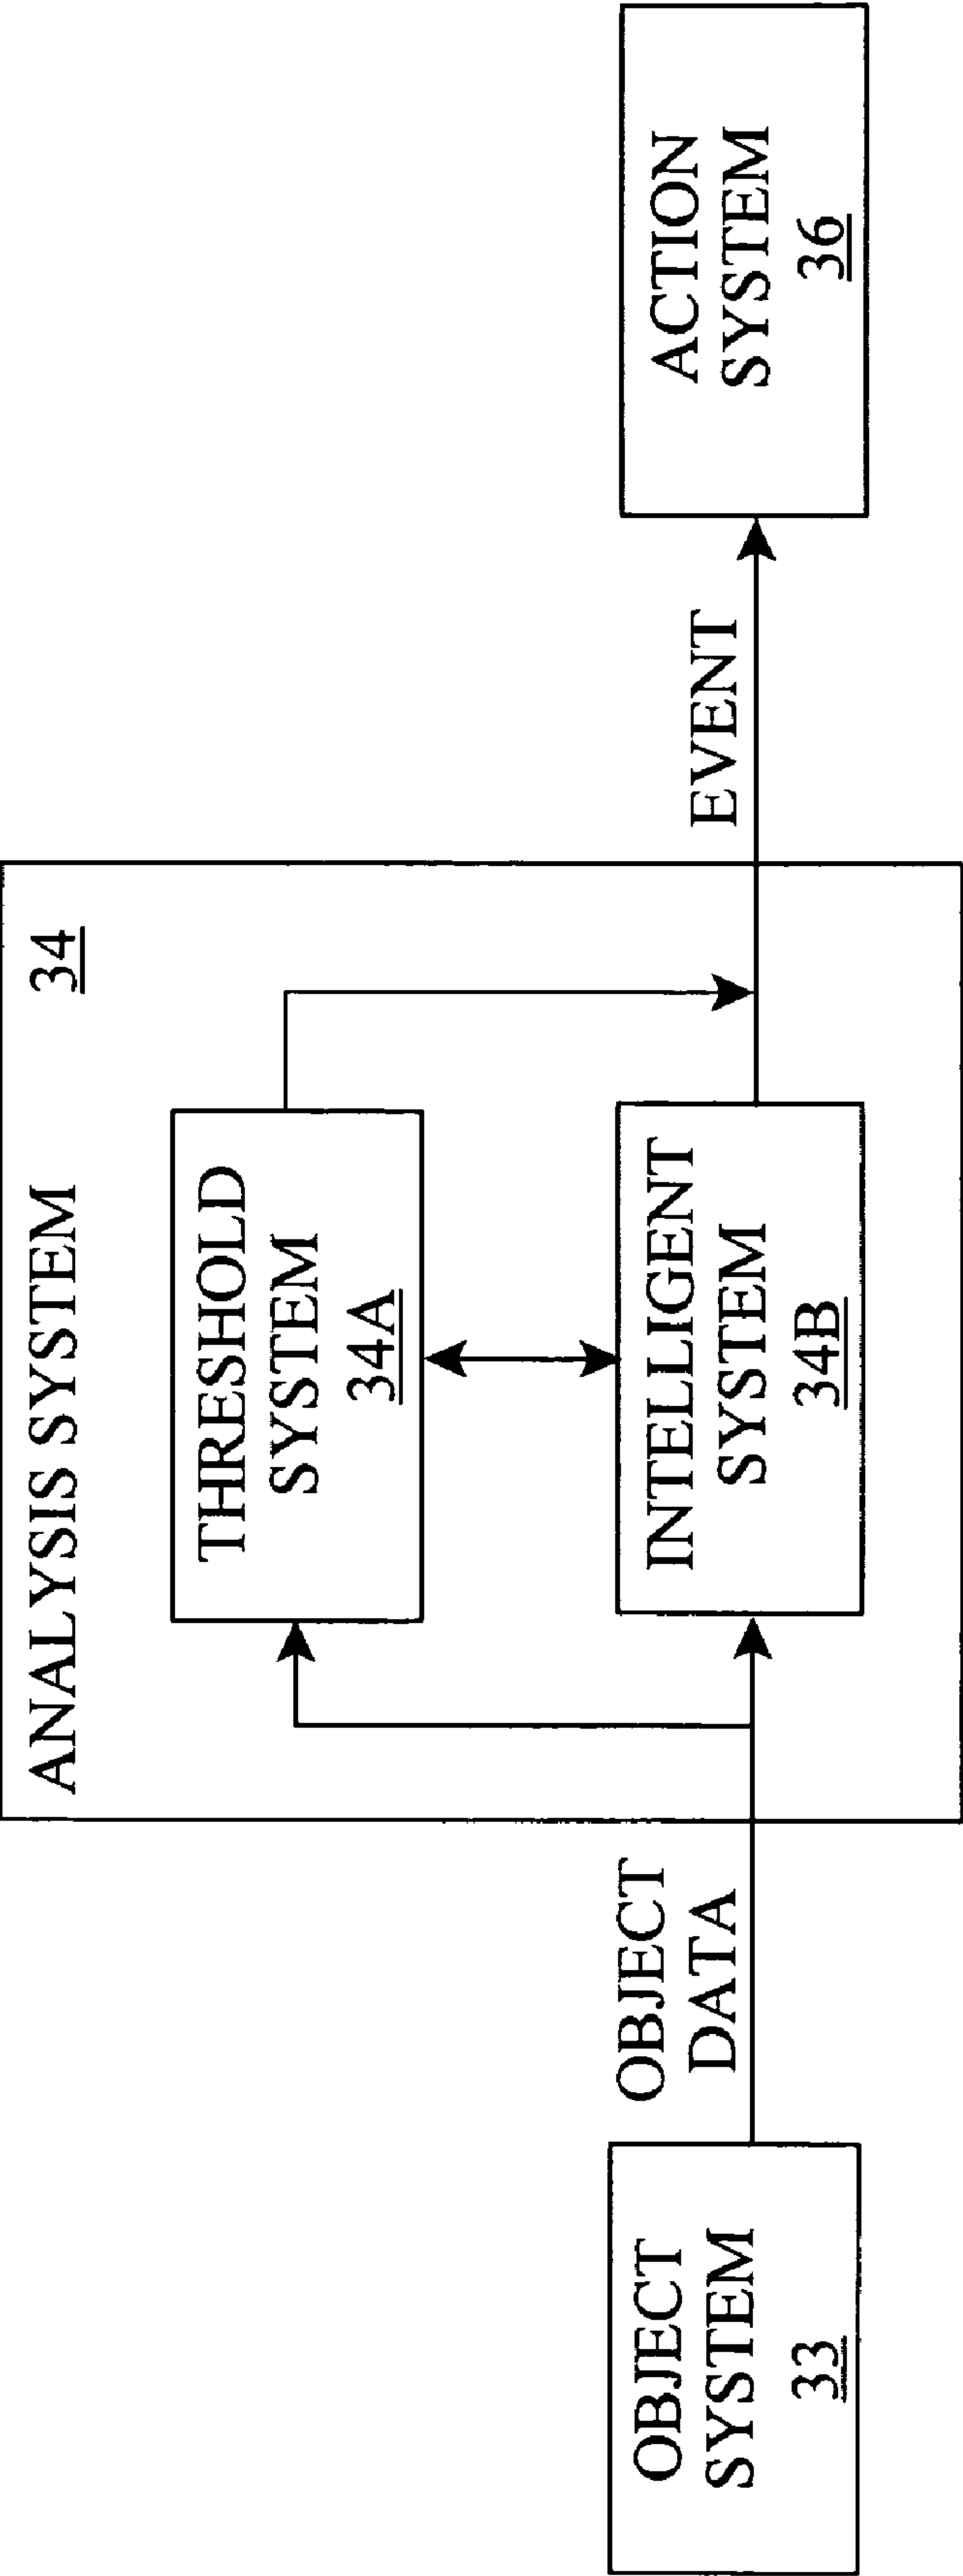 ANALYSIS SYSTEM
34
THRESHOLD
SYSTEM
34A
OBJECT
DATA
INTELLIGENT
SYSTEM
34B
EVENT
OBJECT
SYSTEM
33
ACTION
SYSTEM
36